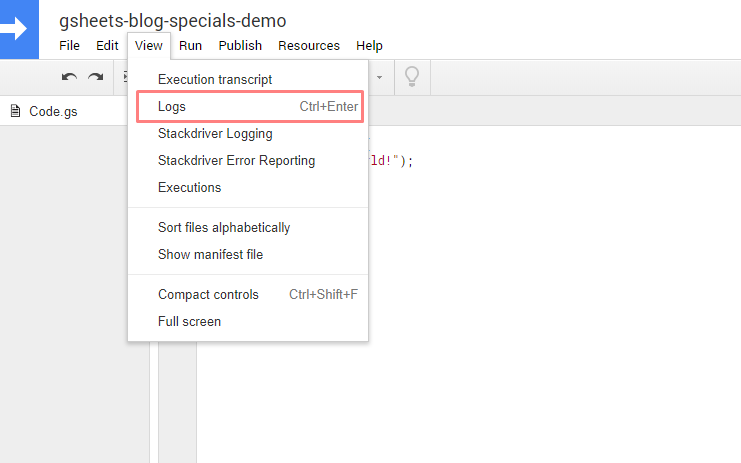 gsheets-blog-specials-demo
File Edit View Run Publish Resources Help
Execution transcript
Code.gs
Logs Ctrl+Enter
Stackdriver Logging
Stackdriver Error Reporting
ld!");
Executions
Sort files alphabetically
Show manifest file
Compact controls Ctrl+Shift+F
Full screen